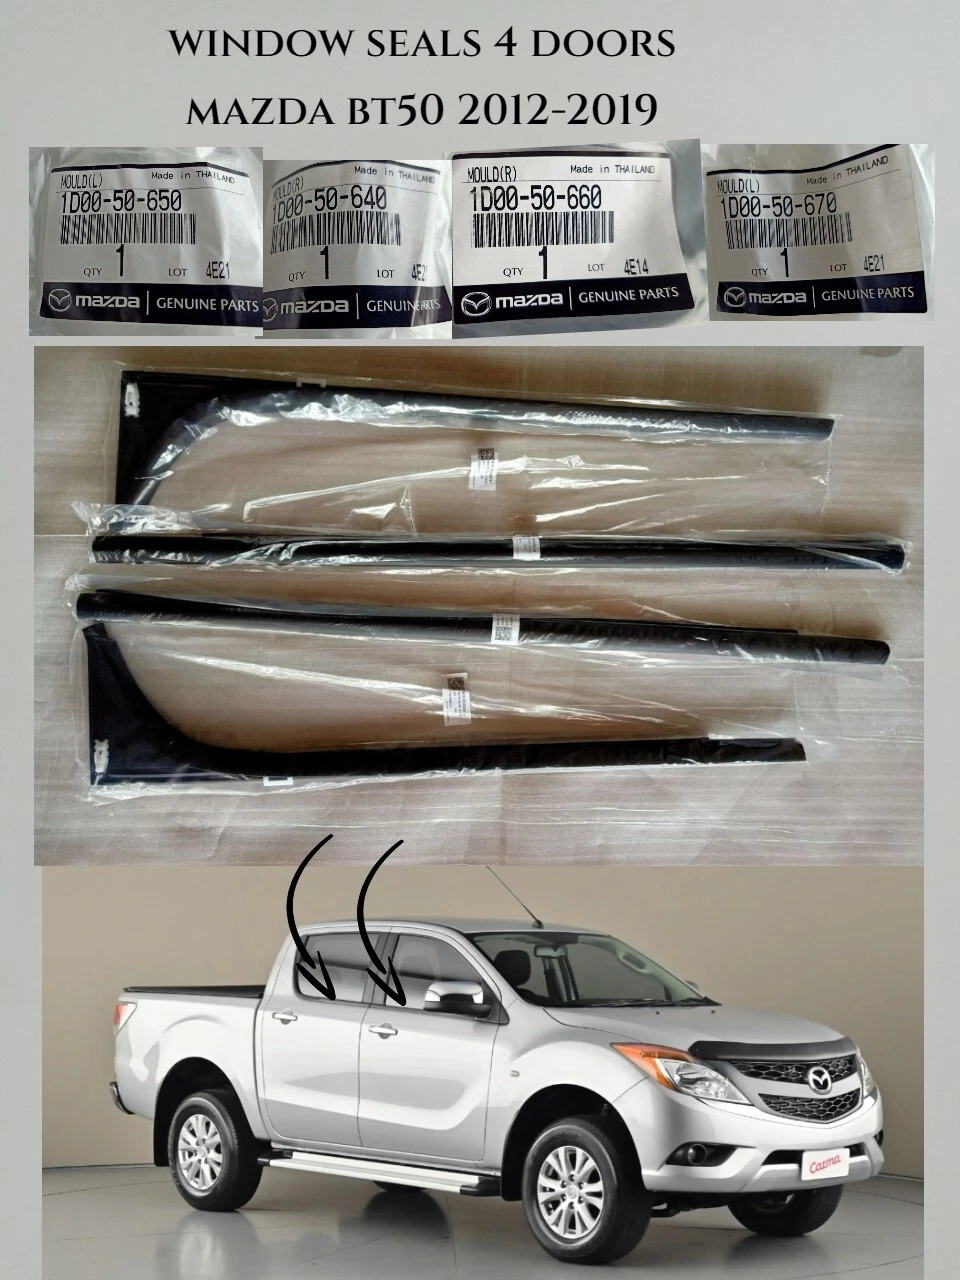 WINDOW SEALS 4 DOORS
MAZDA BT50 2012-2019
MOULD(L) Made in THAILAND
1D00-50-650
QTY 1 LOT 4E21
mazda GENUINE PARTS
MOULD(R) Made in THAILAND
1D00-50-640
QTY 1 LOT 4E21
mazda GENUINE PARTS
MOULD(R) Made in THAILAND
1D00-50-660
QTY 1 LOT 4E14
mazda GENUINE PARTS
MOULD(L) Made in THAILAND
1D00-50-670
QTY 1 LOT 4E21
mazda GENUINE PARTS
Carma